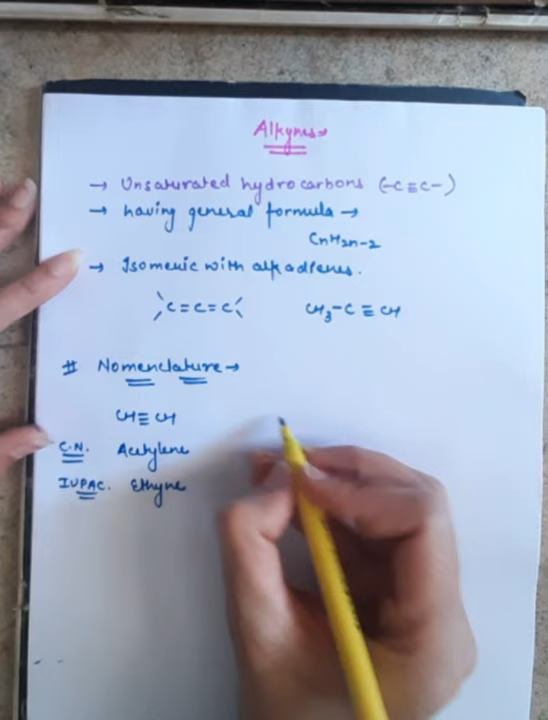 Alkynes→
→ Unsaturated hydrocarbons (-C≡C-)
→ having general formula →
CnH2n-2
→ Isomeric with alkadienes.
C=C=C CH3-C≡CH
# Nomenclature→
CH≡CH
C.N. Acetylene
IUPAC. Ethyne